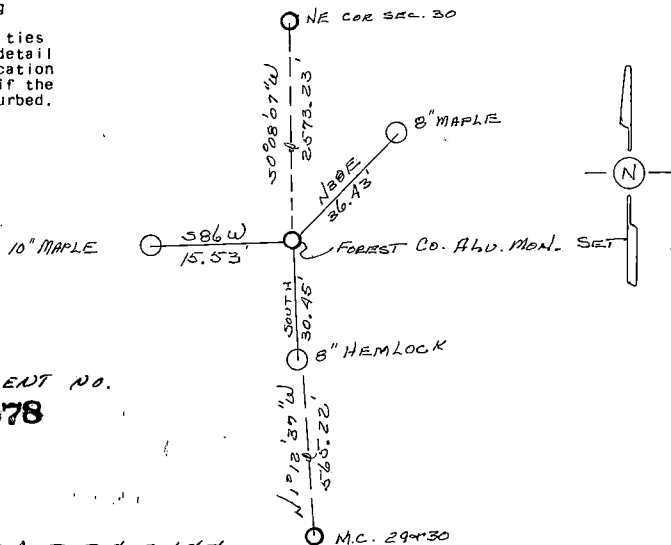 ties
detail
cation
if the
urbed.
NE COR SEC. 30
S0°08'07"W
2573.23'
8" MAPLE
N38E
36.43'
N
10" MAPLE
S86W
15.53'
FOREST CO. ALU. MON. SET
SOUTH
30.45'
8" HEMLOCK
ENT NO.
78
N1°12'37"W
565.22'
M.C. 29&30